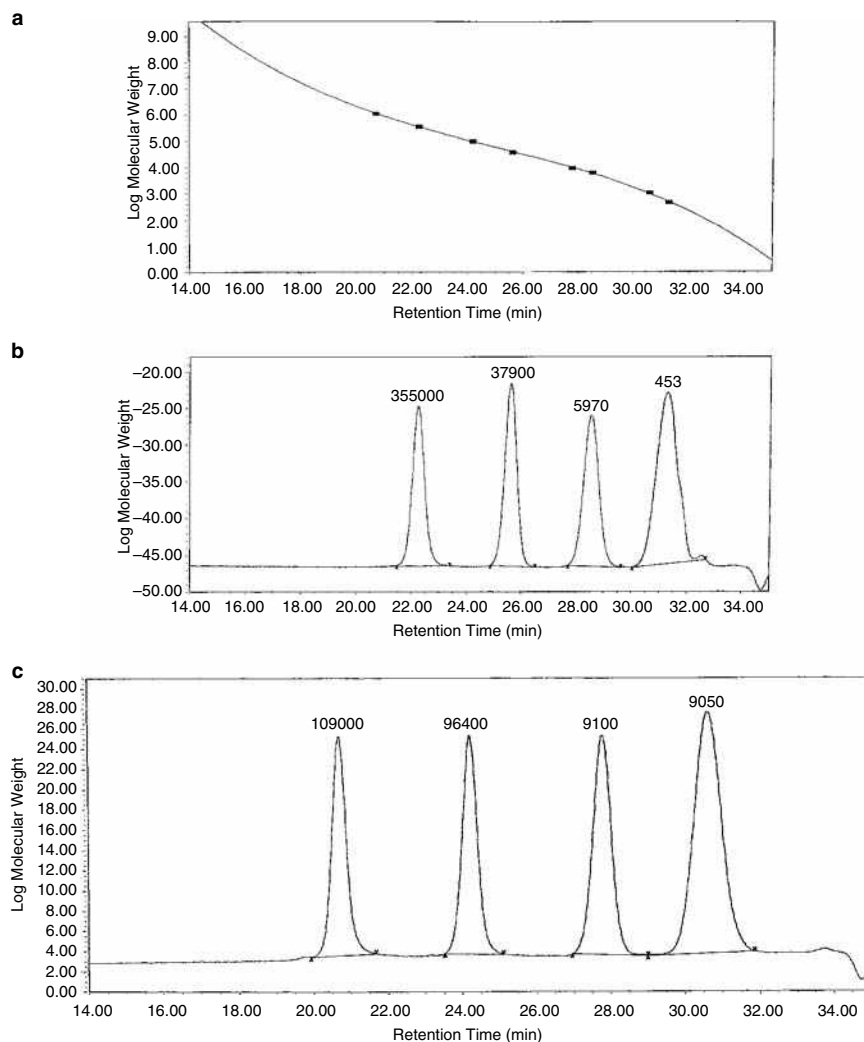 a
9.00
8.00
7.00
6.00
5.00
4.00
3.00
2.00
1.00
0.00
Log Molecular Weight
14.00 16.00 18.00 20.00 22.00 24.00 26.00 28.00 30.00 32.00 34.00
Retention Time (min)
b
355000 37900 5970 453
–20.00
–25.00
–30.00
–35.00
–40.00
–45.00
–50.00
Log Molecular Weight
14.00 16.00 18.00 20.00 22.00 24.00 26.00 28.00 30.00 32.00 34.00
Retention Time (min)
c
109000 96400 9100 9050
30.00
28.00
26.00
24.00
22.00
20.00
18.00
16.00
14.00
12.00
10.00
8.00
6.00
4.00
2.00
0.00
Log Molecular Weight
14.00 16.00 18.00 20.00 22.00 24.00 26.00 28.00 30.00 32.00 34.00
Retention Time (min)